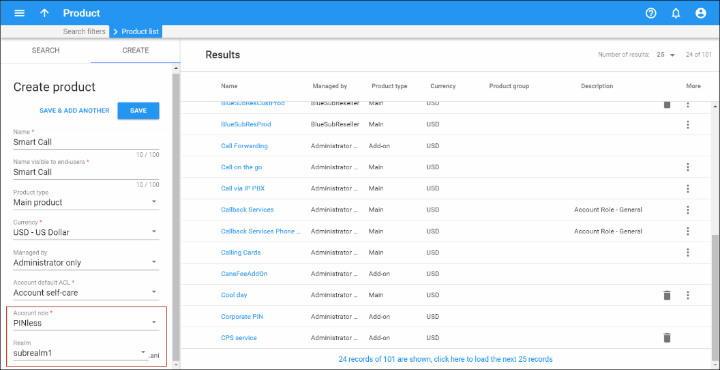 Product
Search filters
Product list
SEARCH
CREATE
Create product
SAVE & ADD ANOTHER
SAVE
Name *
Smart Call
10 / 100
Name visible to end-users *
Smart Call
10 / 100
Product type
Main product
Currency *
USD - US Dollar
Managed by
Administrator only
Account default ACL *
Account self-care
Account role *
PINless
Realm
subrealm1
.ani
Results
Number of results: 25 24 of 101
Name Managed by Product type Currency Product group Description More
BlueSubResCustProd BlueSubReseller Main USD
BlueSubResProd BlueSubReseller Main USD
Call Forwarding Administrator ... Add-on USD
Call on the go Administrator ... Main USD
Call via IP PBX Administrator ... Main USD
Callback Services Administrator ... Main USD Account Role - General
Callback Services Phone ... Administrator ... Main USD Account Role - General
Calling Cards Administrator ... Main USD
CaneFeeAddOn Administrator ... Add-on USD
Cool day Administrator ... Main USD
Corporate PIN Administrator ... Add-on USD
CPS service Administrator ... Add-on USD
24 records of 101 are shown, click here to load the next 25 records